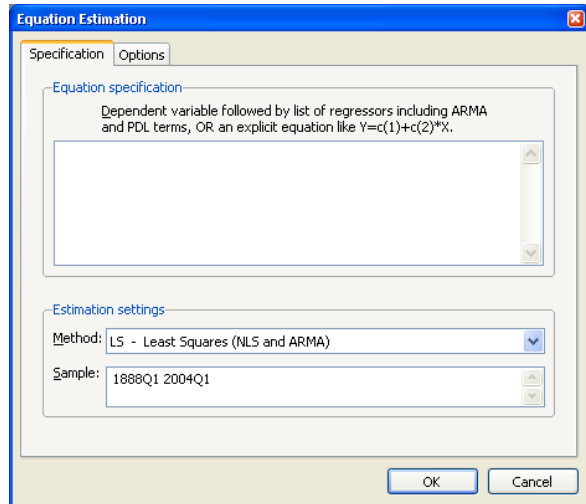 Equation Estimation
Specification
Options
Equation specification
Dependent variable followed by list of regressors including ARMA
and PDL terms, OR an explicit equation like Y=c(1)+c(2)*X.
Estimation settings
Method: LS - Least Squares (NLS and ARMA)
Sample: 1888Q1 2004Q1
OK Cancel